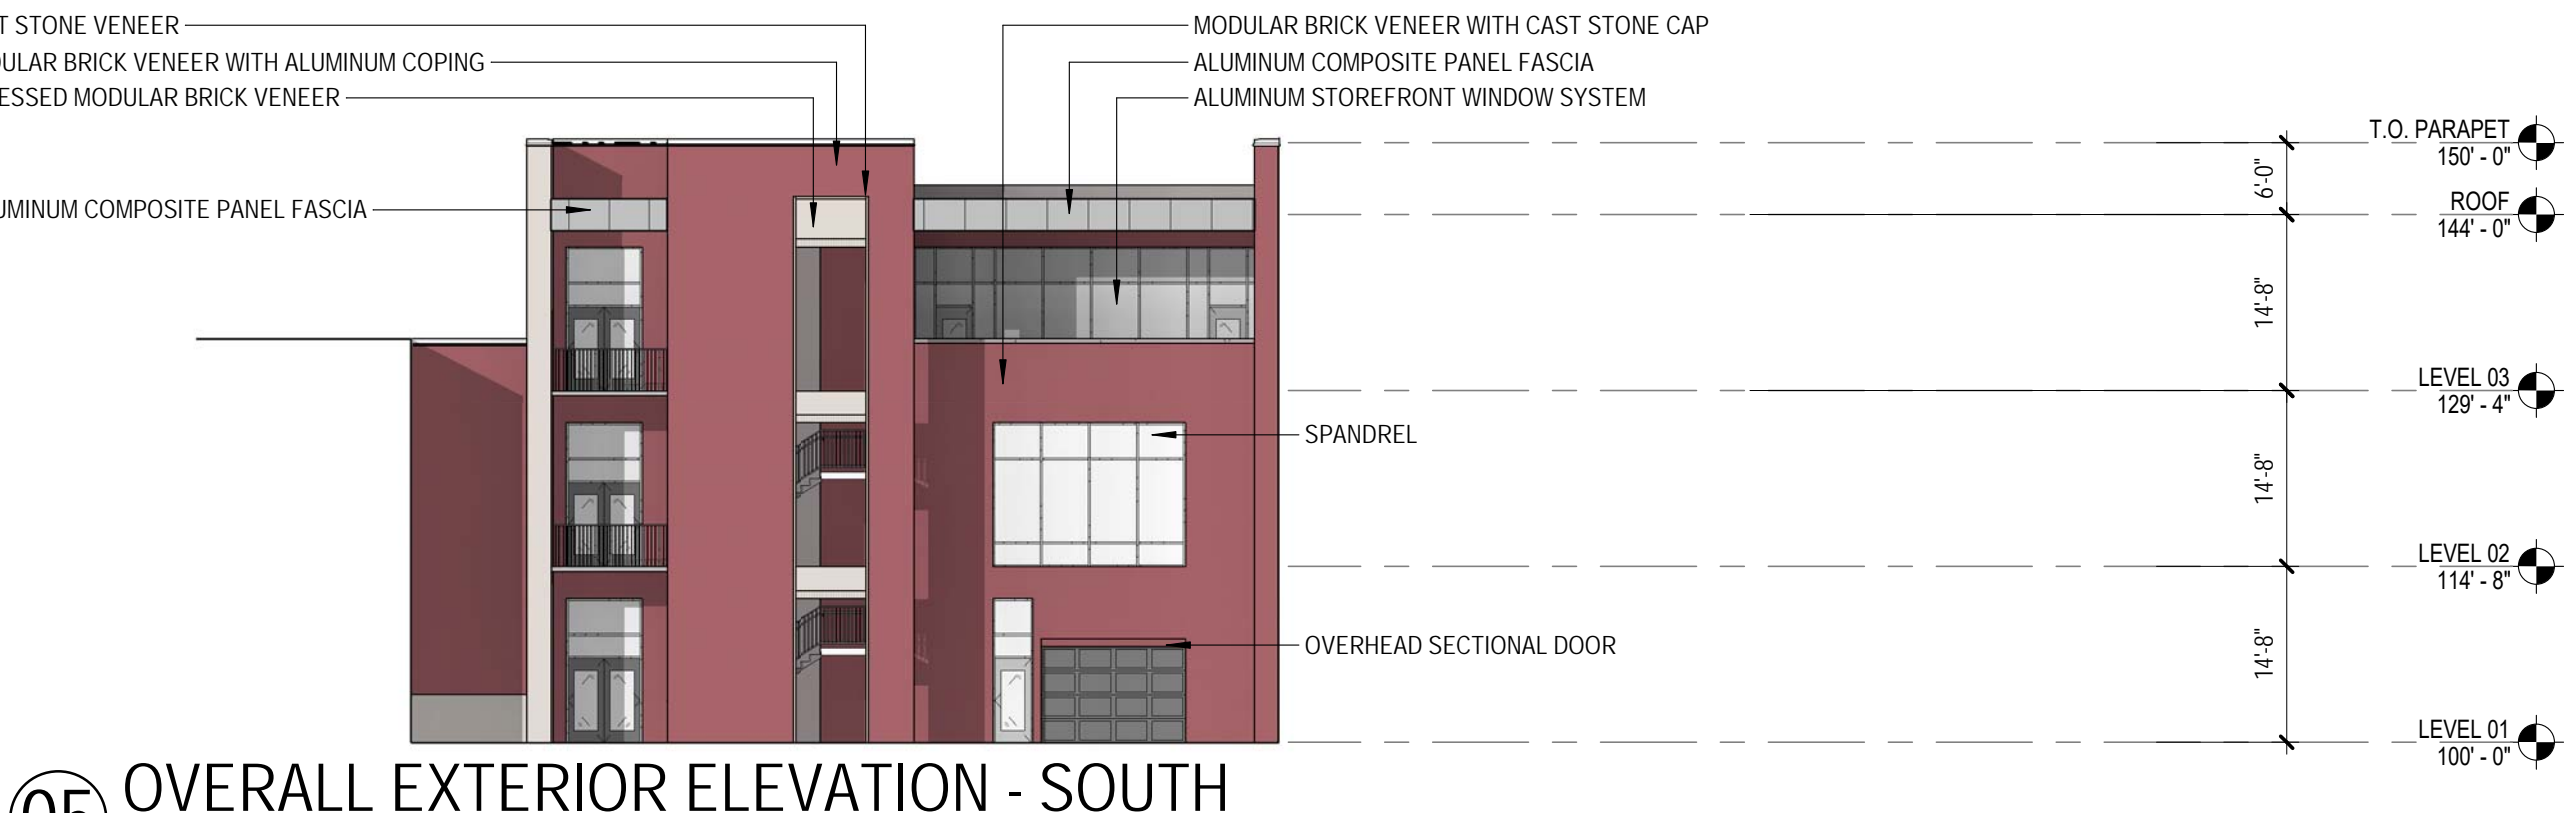 STONE VENEER
BRICK VENEER WITH ALUMINUM COPING
MODULAR BRICK VENEER
COMPOSITE PANEL FASCIA
MODULAR BRICK VENEER WITH CAST STONE CAP
ALUMINUM COMPOSITE PANEL FASCIA
ALUMINUM STOREFRONT WINDOW SYSTEM
SPANDREL
OVERHEAD SECTIONAL DOOR
T.O. PARAPET
150' - 0"
6'-0"
ROOF
144' - 0"
14'-8"
LEVEL 03
129' - 4"
14'-8"
LEVEL 02
114' - 8"
14'-8"
LEVEL 01
100' - 0"
05 OVERALL EXTERIOR ELEVATION - SOUTH